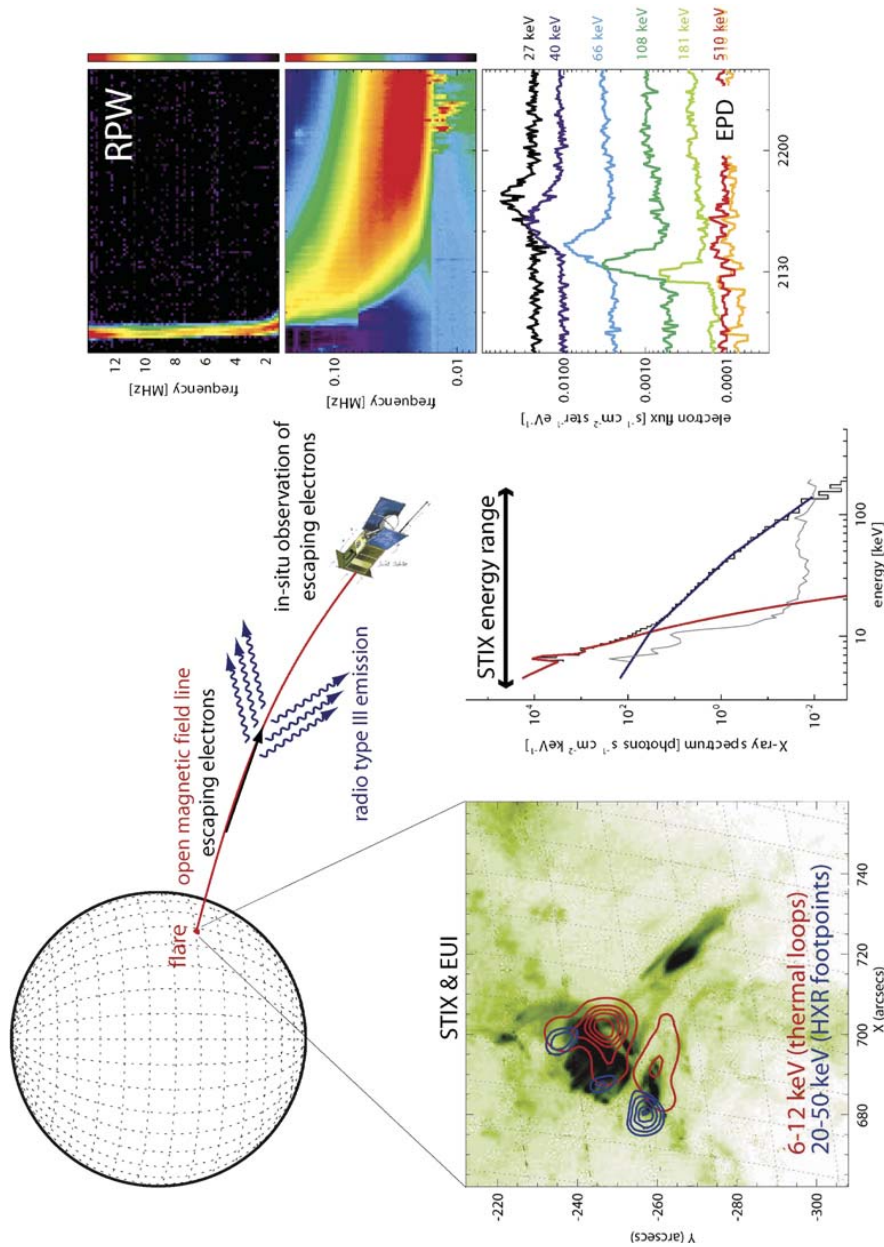 flare
open magnetic field line
escaping electrons
in-situ observation of
escaping electrons
radio type III emission
RPW
frequency [MHz]
12
10
8
6
4
2
frequency [MHz]
0.10
0.01
STIX & EUI
6-12 keV (thermal loops)
20-50 keV (HXR footpoints)
Y (arcsecs)
-220
-240
-260
-280
-300
680
700
720
740
X (arcsecs)
STIX energy range
X-ray spectrum [photons s⁻¹ cm⁻² keV⁻¹]
10⁴
10²
10⁰
10⁻²
10
100
energy [keV]
electron flux [s⁻¹ cm⁻² ster⁻¹ eV⁻¹]
0.0100
0.0010
0.0001
2130
2200
EPD
27 keV
40 keV
66 keV
108 keV
181 keV
510 keV